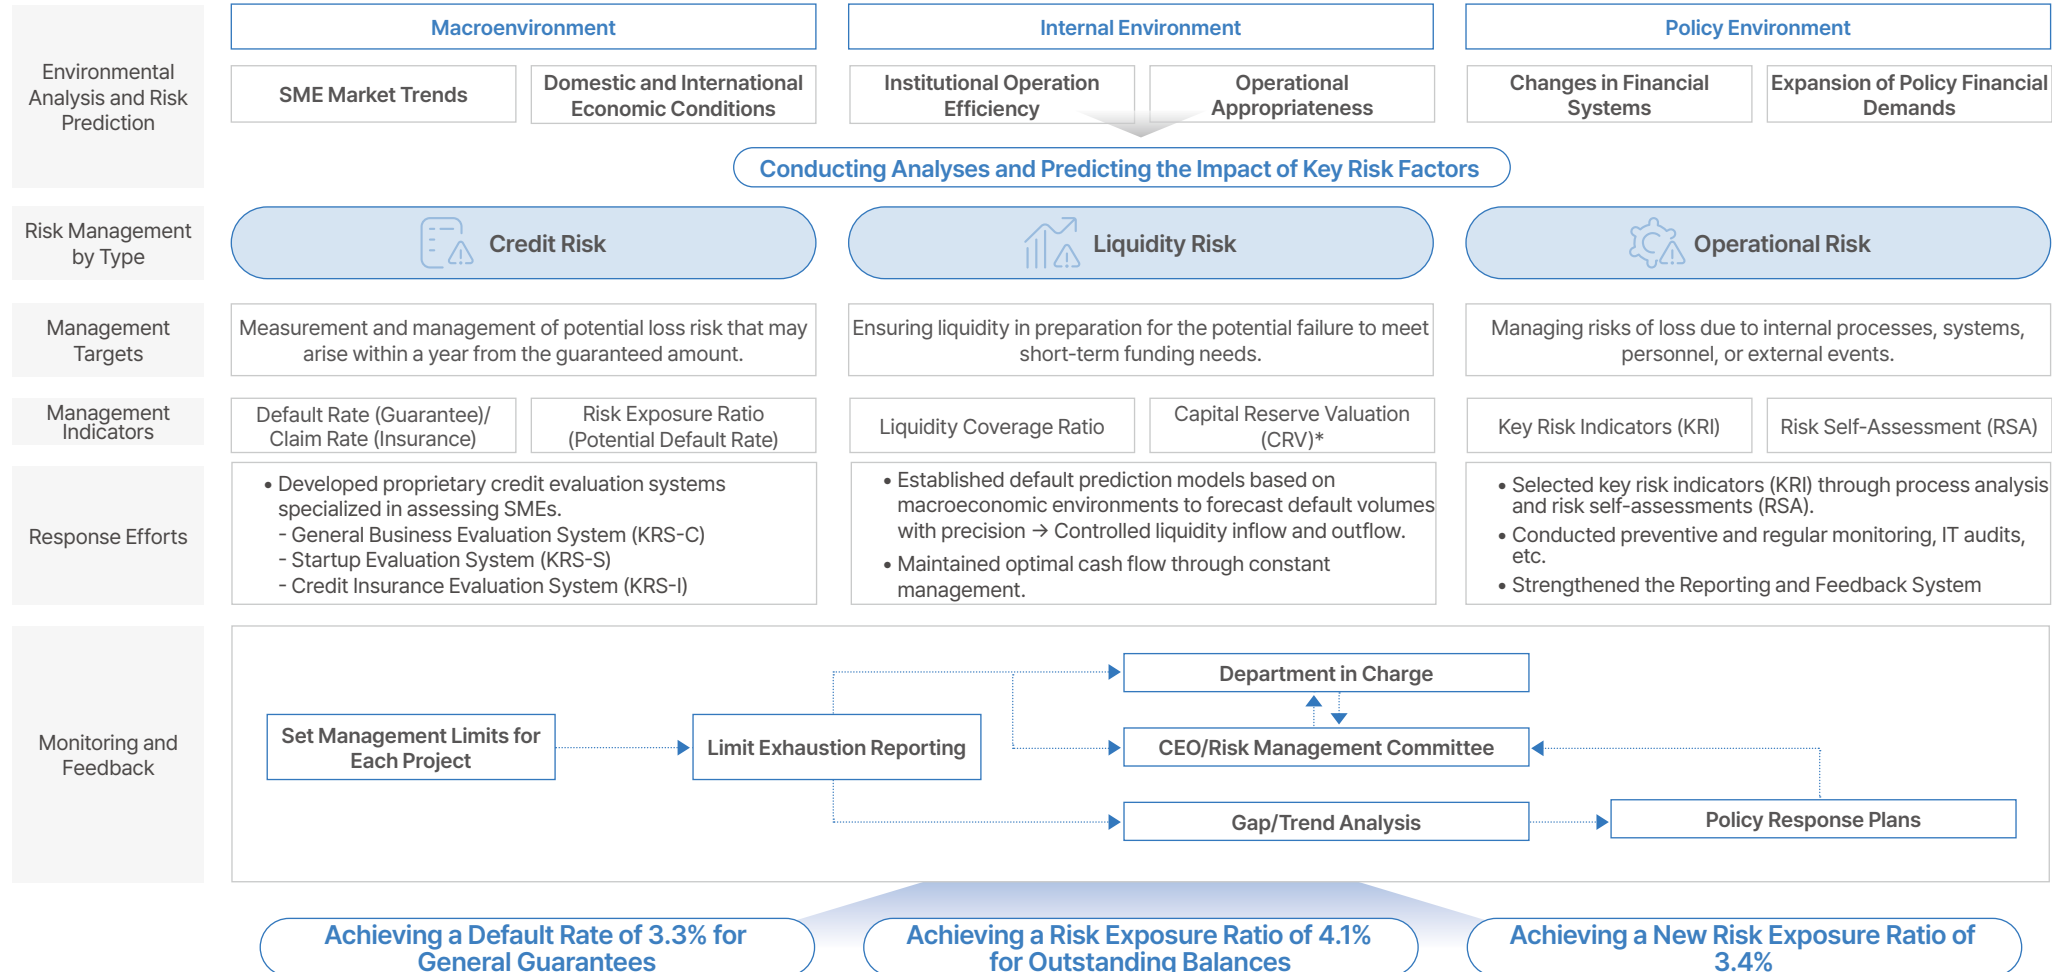 Environmental
Analysis and Risk
Prediction
Macroenvironment
Internal Environment
Policy Environment
SME Market Trends
Domestic and International
Economic Conditions
Institutional Operation
Efficiency
Operational
Appropriateness
Changes in Financial
Systems
Expansion of Policy Financial
Demands
Conducting Analyses and Predicting the Impact of Key Risk Factors
Risk Management
by Type
Credit Risk
Liquidity Risk
Operational Risk
Management
Targets
Measurement and management of potential loss risk that may
arise within a year from the guaranteed amount.
Ensuring liquidity in preparation for the potential failure to meet
short-term funding needs.
Managing risks of loss due to internal processes, systems,
personnel, or external events.
Management
Indicators
Default Rate (Guarantee)/
Claim Rate (Insurance)
Risk Exposure Ratio
(Potential Default Rate)
Liquidity Coverage Ratio
Capital Reserve Valuation
(CRV)*
Key Risk Indicators (KRI)
Risk Self-Assessment (RSA)
Response Efforts
• Developed proprietary credit evaluation systems
specialized in assessing SMEs.
- General Business Evaluation System (KRS-C)
- Startup Evaluation System (KRS-S)
- Credit Insurance Evaluation System (KRS-I)
• Established default prediction models based on
macroeconomic environments to forecast default volumes
with precision → Controlled liquidity inflow and outflow.
• Maintained optimal cash flow through constant
management.
• Selected key risk indicators (KRI) through process analysis
and risk self-assessments (RSA).
• Conducted preventive and regular monitoring, IT audits,
etc.
• Strengthened the Reporting and Feedback System
Monitoring and
Feedback
Set Management Limits for
Each Project
Limit Exhaustion Reporting
Department in Charge
CEO/Risk Management Committee
Gap/Trend Analysis
Policy Response Plans
Achieving a Default Rate of 3.3% for
General Guarantees
Achieving a Risk Exposure Ratio of 4.1%
for Outstanding Balances
Achieving a New Risk Exposure Ratio of
3.4%